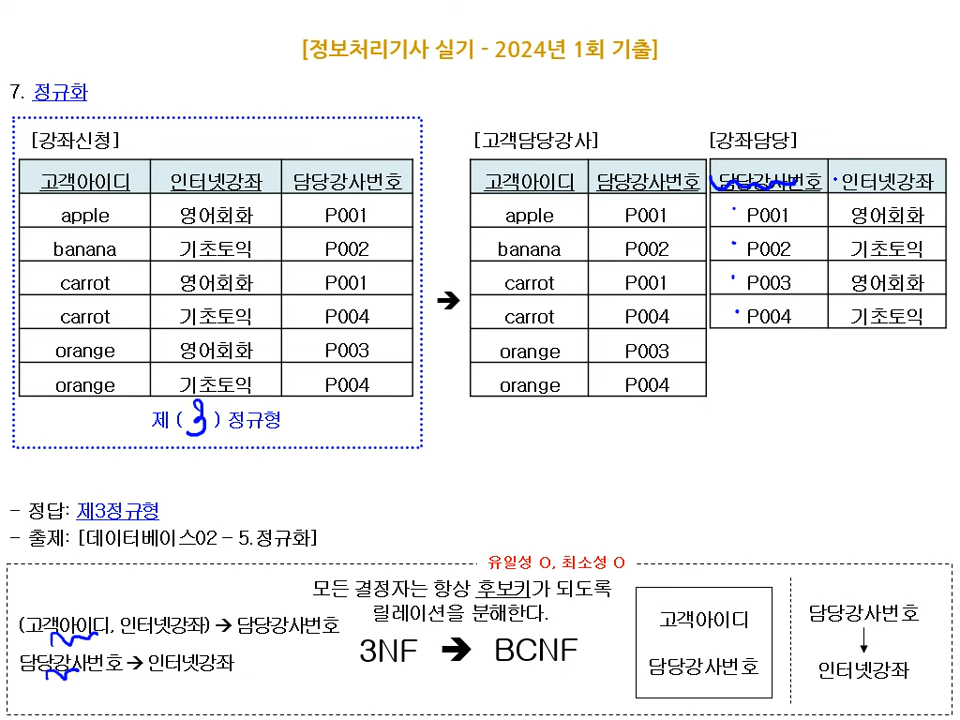 [정보처리기사 실기 - 2024년 1회 기출]
7. 정규화
[강좌신청]
고객아이디 인터넷강좌 담당강사번호
apple 영어회화 P001
banana 기초토익 P002
carrot 영어회화 P001
carrot 기초토익 P004
orange 영어회화 P003
orange 기초토익 P004
제 ( 3 ) 정규형
➔
[고객담당강사]
고객아이디 담당강사번호
apple P001
banana P002
carrot P001
carrot P004
orange P003
orange P004
[강좌담당]
담당강사번호 인터넷강좌
P001 영어회화
P002 기초토익
P003 영어회화
P004 기초토익
- 정답: 제3정규형
- 출제: [데이터베이스02 - 5.정규화]
(고객아이디, 인터넷강좌) ➔ 담당강사번호
담당강사번호 ➔ 인터넷강좌
유일성 O, 최소성 O
모든 결정자는 항상 후보키가 되도록
릴레이션을 분해한다.
3NF ➔ BCNF
고객아이디
담당강사번호
담당강사번호
↓
인터넷강좌